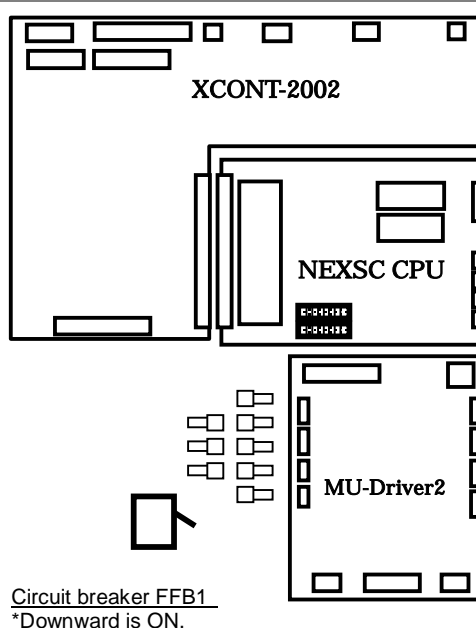 XCONT-2002
NEXSC CPU
MU-Driver2
Circuit breaker FFB1
*Downward is ON.